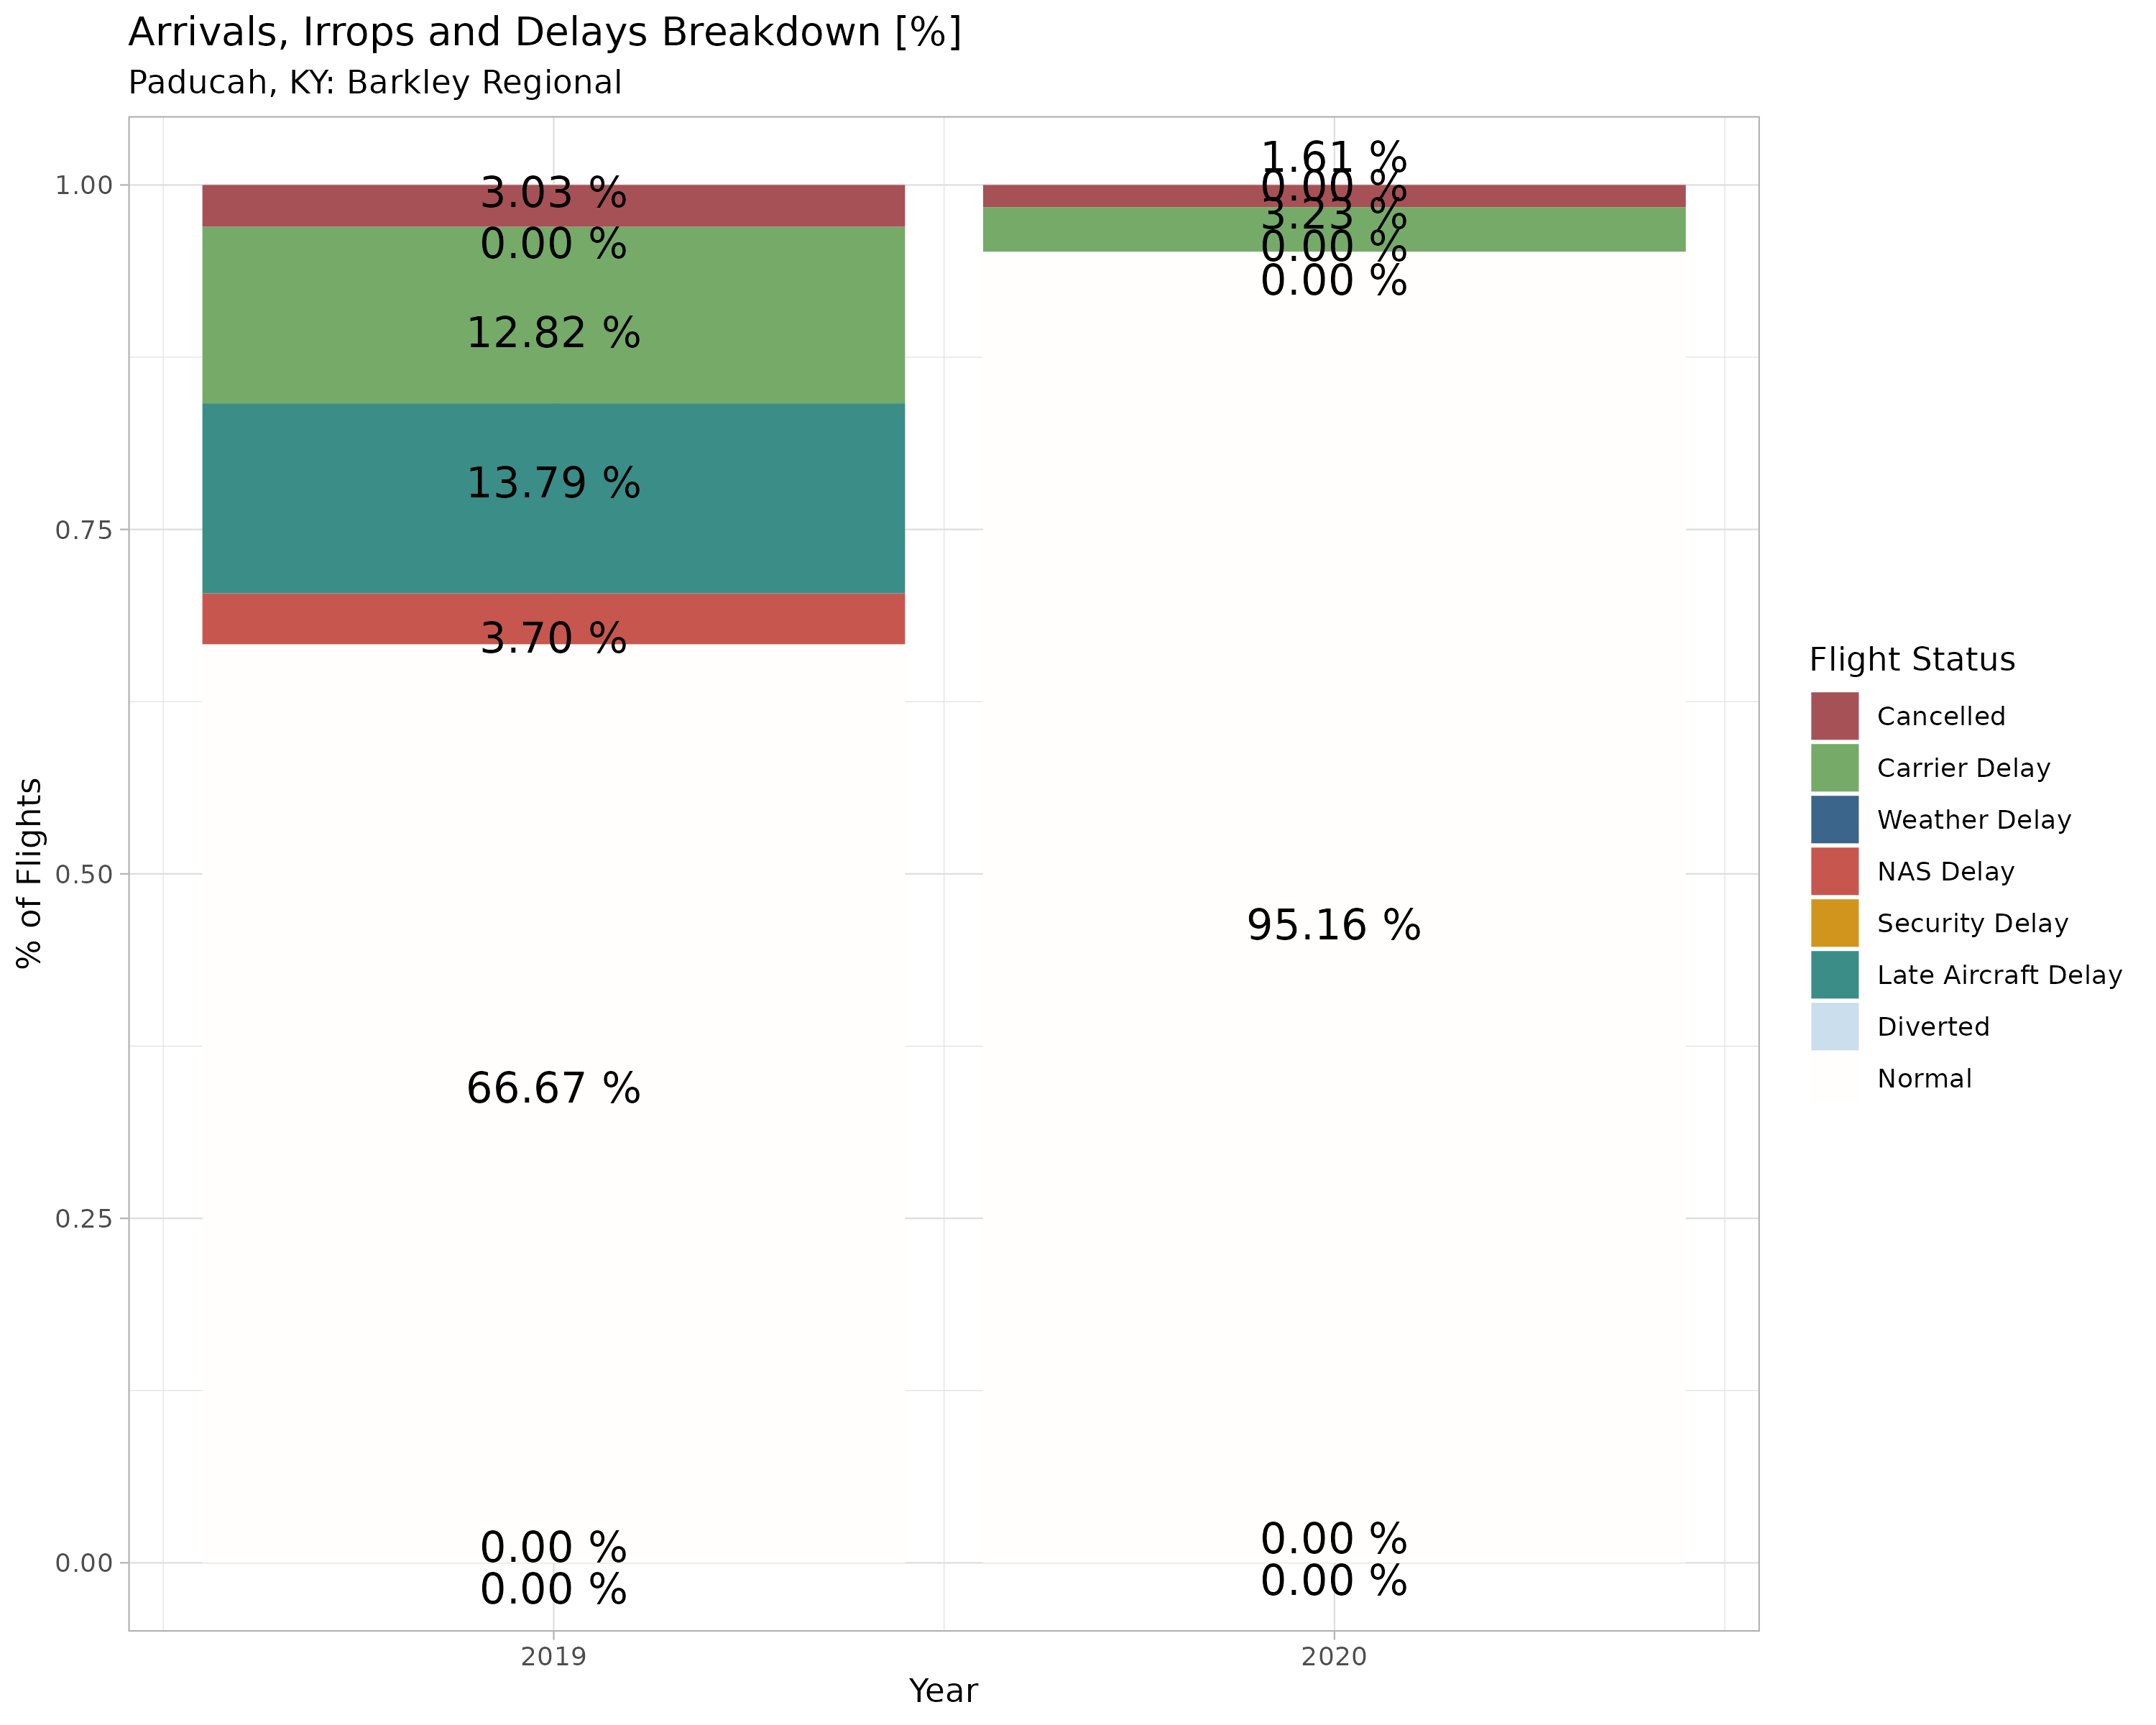 Arrivals, Irrops and Delays Breakdown [%]
Paducah, KY: Barkley Regional
% of Flights
1.00
0.75
0.50
0.25
0.00
3.03 %
0.00 %
12.82 %
13.79 %
3.70 %
66.67 %
0.00 %
0.00 %
1.61 %
0.00 %
3.23 %
0.00 %
0.00 %
95.16 %
0.00 %
0.00 %
2019
2020
Year
Flight Status
Cancelled
Carrier Delay
Weather Delay
NAS Delay
Security Delay
Late Aircraft Delay
Diverted
Normal